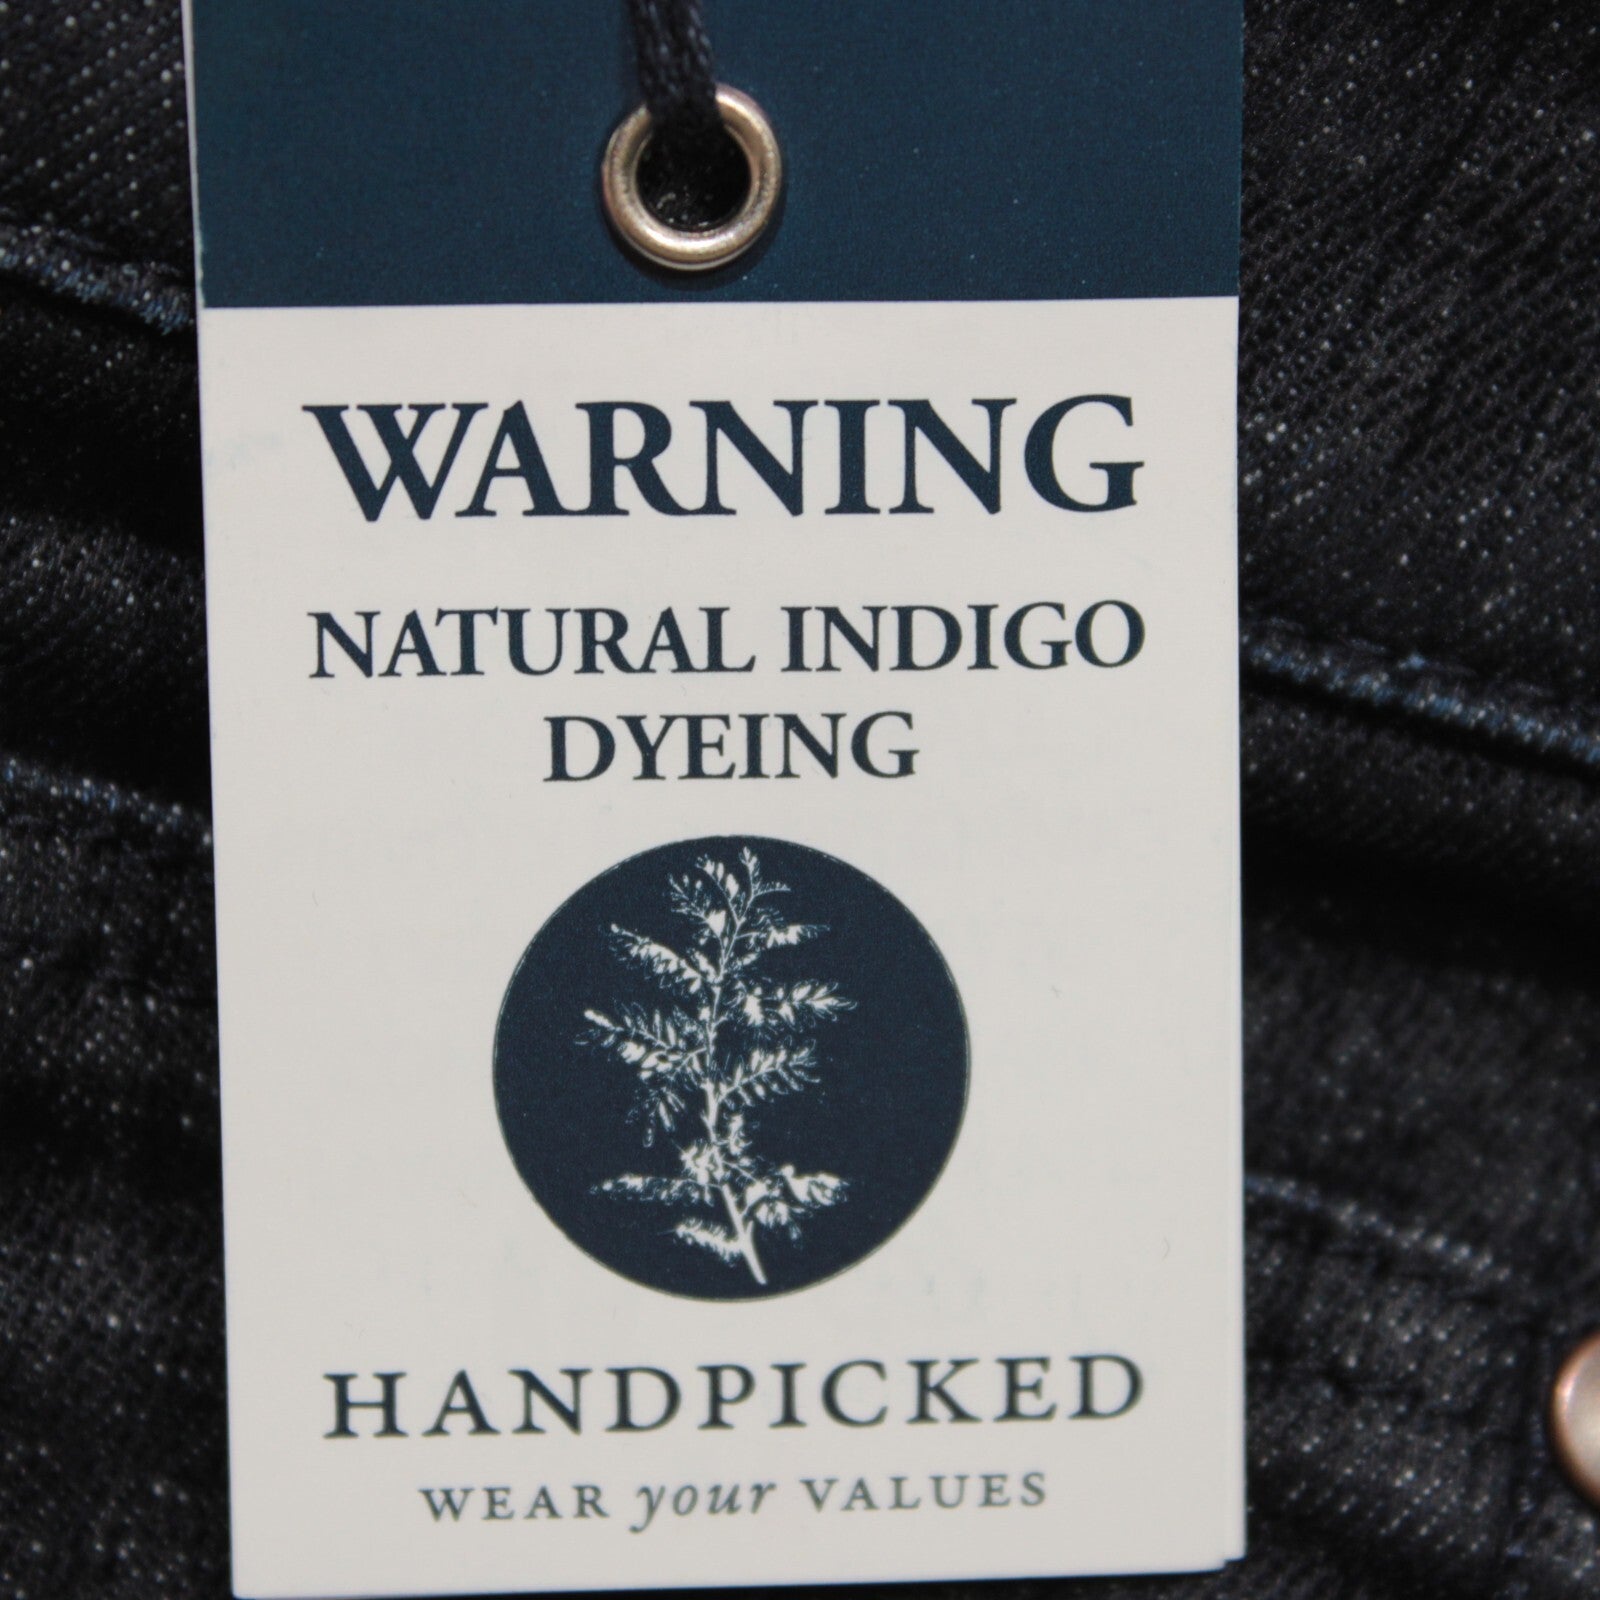 WARNING
NATURAL INDIGO
DYEING
HANDPICKED
WEAR your VALUES